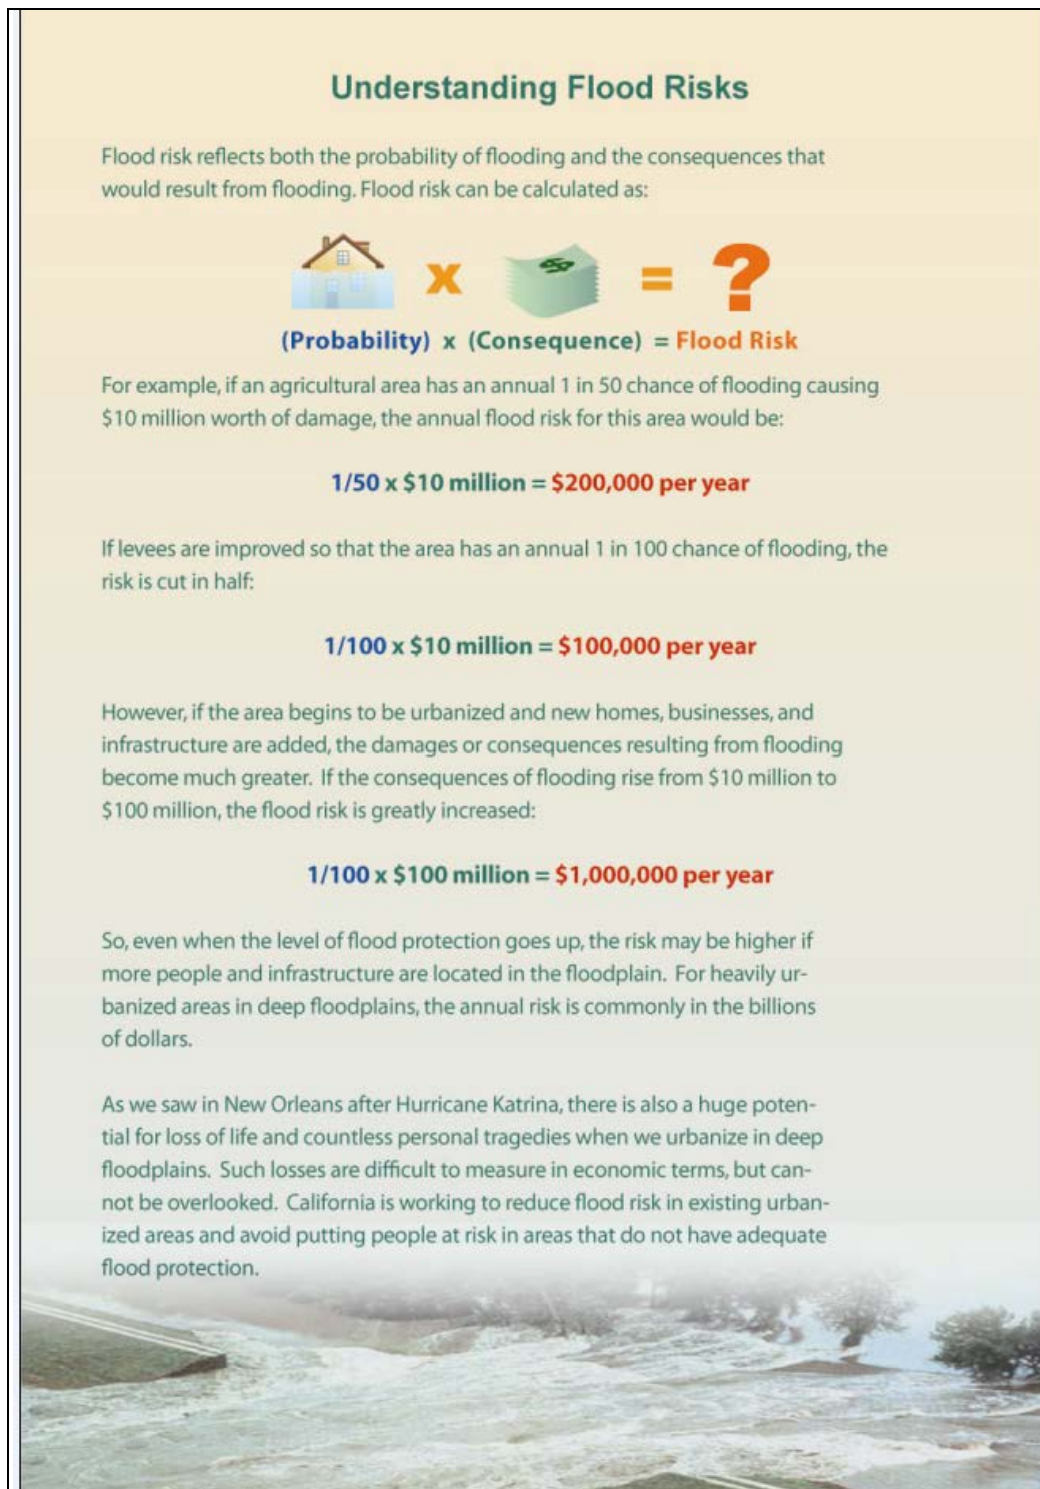 Understanding Flood Risks
Flood risk reflects both the probability of flooding and the consequences that
would result from flooding. Flood risk can be calculated as:
x $ = ?
(Probability) x (Consequence) = Flood Risk
For example, if an agricultural area has an annual 1 in 50 chance of flooding causing
$10 million worth of damage, the annual flood risk for this area would be:
1/50 x $10 million = $200,000 per year
If levees are improved so that the area has an annual 1 in 100 chance of flooding, the
risk is cut in half:
1/100 x $10 million = $100,000 per year
However, if the area begins to be urbanized and new homes, businesses, and
infrastructure are added, the damages or consequences resulting from flooding
become much greater. If the consequences of flooding rise from $10 million to
$100 million, the flood risk is greatly increased:
1/100 x $100 million = $1,000,000 per year
So, even when the level of flood protection goes up, the risk may be higher if
more people and infrastructure are located in the floodplain. For heavily ur-
banized areas in deep floodplains, the annual risk is commonly in the billions
of dollars.
As we saw in New Orleans after Hurricane Katrina, there is also a huge poten-
tial for loss of life and countless personal tragedies when we urbanize in deep
floodplains. Such losses are difficult to measure in economic terms, but can-
not be overlooked. California is working to reduce flood risk in existing urban-
ized areas and avoid putting people at risk in areas that do not have adequate
flood protection.